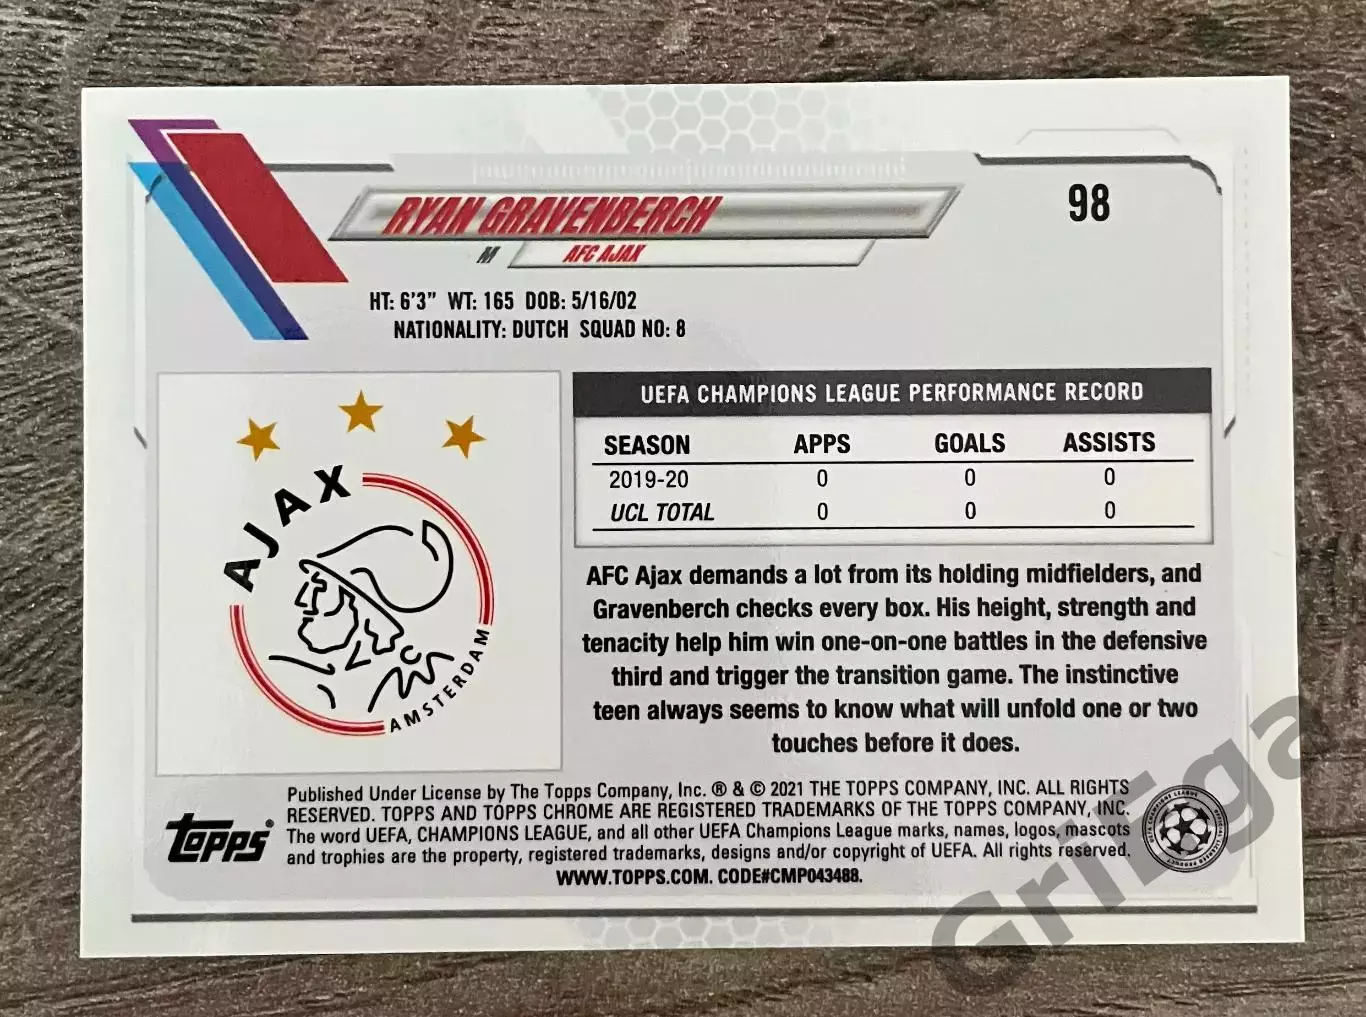 RYAN GRAVENBERCH
98
M AFC AJAX
HT: 6'3" WT: 165 DOB: 5/16/02
NATIONALITY: DUTCH SQUAD NO: 8
AJAX
AMSTERDAM
UEFA CHAMPIONS LEAGUE PERFORMANCE RECORD
SEASON APPS GOALS ASSISTS
2019-20 0 0 0
UCL TOTAL 0 0 0
AFC Ajax demands a lot from its holding midfielders, and
Gravenberch checks every box. His height, strength and
tenacity help him win one-on-one battles in the defensive
third and trigger the transition game. The instinctive
teen always seems to know what will unfold one or two
touches before it does.
Published Under License by The Topps Company, Inc. ® & © 2021 THE TOPPS COMPANY, INC. ALL RIGHTS
RESERVED. TOPPS AND TOPPS CHROME ARE REGISTERED TRADEMARKS OF THE TOPPS COMPANY, INC.
The word UEFA, CHAMPIONS LEAGUE, and all other UEFA Champions League marks, names, logos, mascots
and trophies are the property, registered trademarks, designs and/or copyright of UEFA. All rights reserved.
WWW.TOPPS.COM. CODE#CMP043488.
TOPPS®
UEFA CHAMPIONS LEAGUE
OFFICIAL LICENSED PRODUCT
GriEga